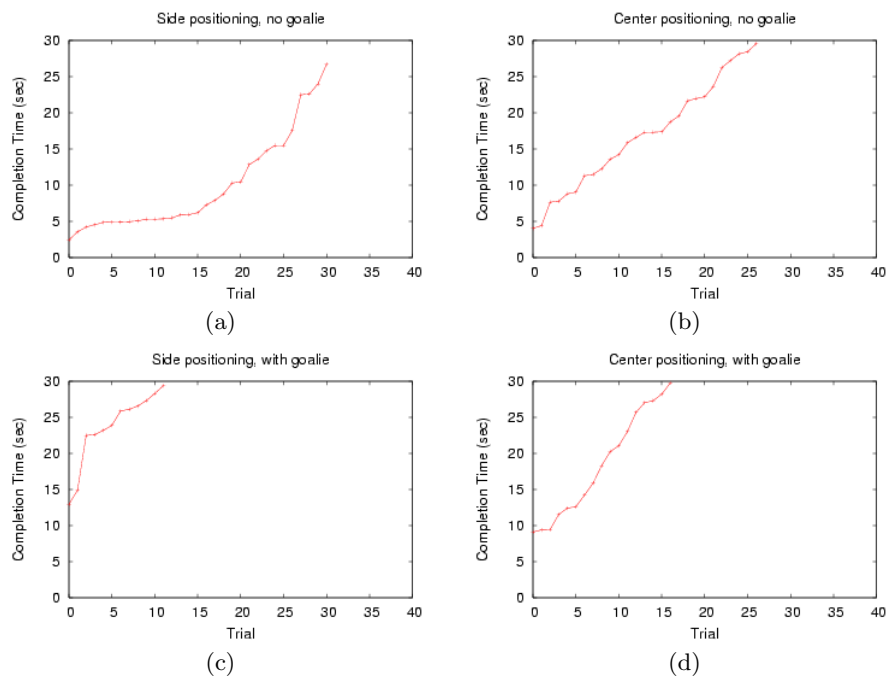 Side positioning, no goalie
30
25
20
15
10
5
0
Completion Time (sec)
0 5 10 15 20 25 30 35 40
Trial
(a)
Center positioning, no goalie
30
25
20
15
10
5
0
Completion Time (sec)
0 5 10 15 20 25 30 35 40
Trial
(b)
Side positioning, with goalie
30
25
20
15
10
5
0
Completion Time (sec)
0 5 10 15 20 25 30 35 40
Trial
(c)
Center positioning, with goalie
30
25
20
15
10
5
0
Completion Time (sec)
0 5 10 15 20 25 30 35 40
Trial
(d)